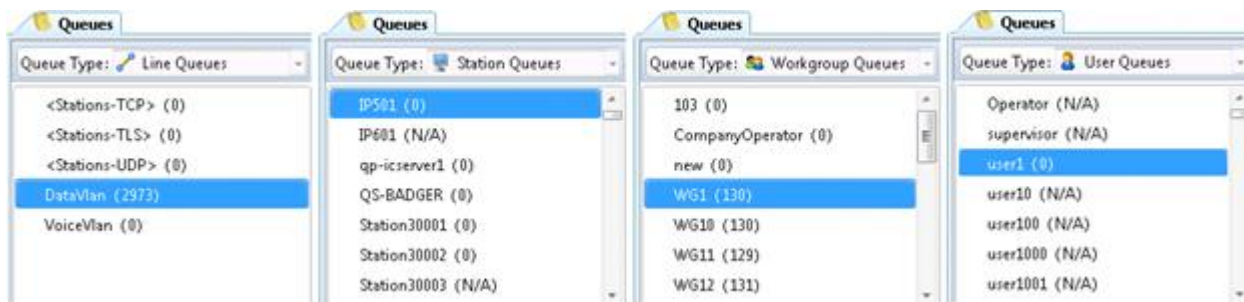 Queues
Queue Type: Line Queues
<Stations-TCP> (0)
<Stations-TLS> (0)
<Stations-UDP> (0)
DataVlan (2973)
VoiceVlan (0)
Queues
Queue Type: Station Queues
IP501 (0)
IP601 (N/A)
qp-icserver1 (0)
QS-BADGER (0)
Station30001 (0)
Station30002 (0)
Station30003 (N/A)
Queues
Queue Type: Workgroup Queues
103 (0)
CompanyOperator (0)
new (0)
WG1 (130)
WG10 (130)
WG11 (129)
WG12 (131)
Queues
Queue Type: User Queues
Operator (N/A)
supervisor (N/A)
user1 (0)
user10 (N/A)
user100 (N/A)
user1000 (N/A)
user1001 (N/A)